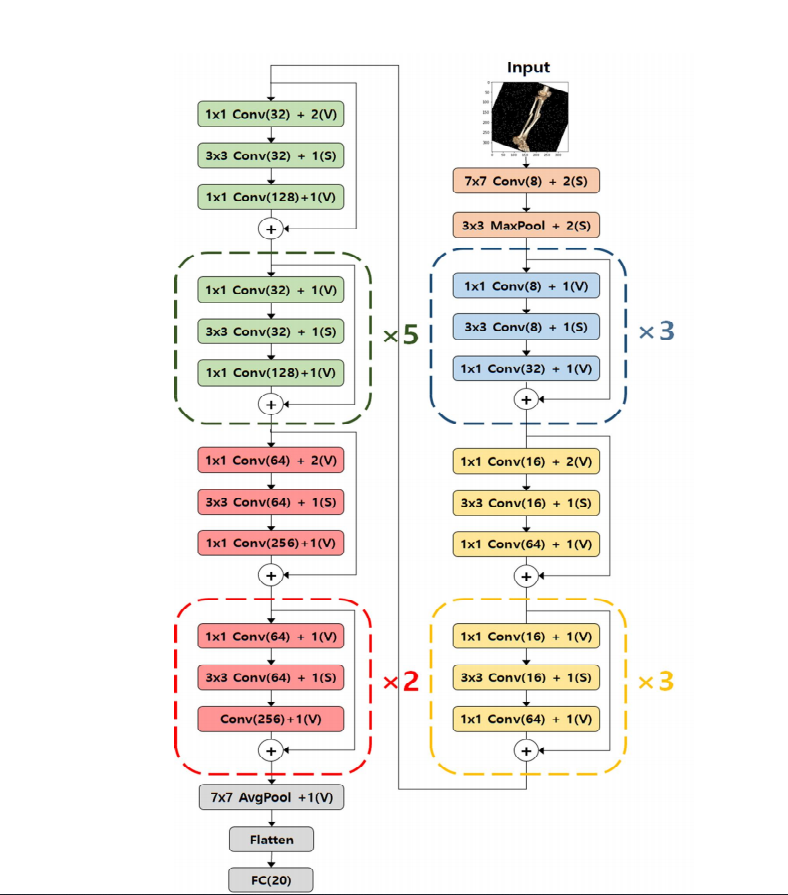 Input
7x7 Conv(8) + 2(S)
3x3 MaxPool + 2(S)
1x1 Conv(8) + 1(V)
3x3 Conv(8) + 1(S)
1x1 Conv(32) + 1(V)
×3
1x1 Conv(16) + 2(V)
3x3 Conv(16) + 1(S)
1x1 Conv(64) + 1(V)
1x1 Conv(16) + 1(V)
3x3 Conv(16) + 1(S)
1x1 Conv(64) + 1(V)
×3
1x1 Conv(32) + 2(V)
3x3 Conv(32) + 1(S)
1x1 Conv(128)+1(V)
1x1 Conv(32) + 1(V)
3x3 Conv(32) + 1(S)
1x1 Conv(128)+1(V)
×5
1x1 Conv(64) + 2(V)
3x3 Conv(64) + 1(S)
1x1 Conv(256)+1(V)
1x1 Conv(64) + 1(V)
3x3 Conv(64) + 1(S)
Conv(256)+1(V)
×2
7x7 AvgPool +1(V)
Flatten
FC(20)